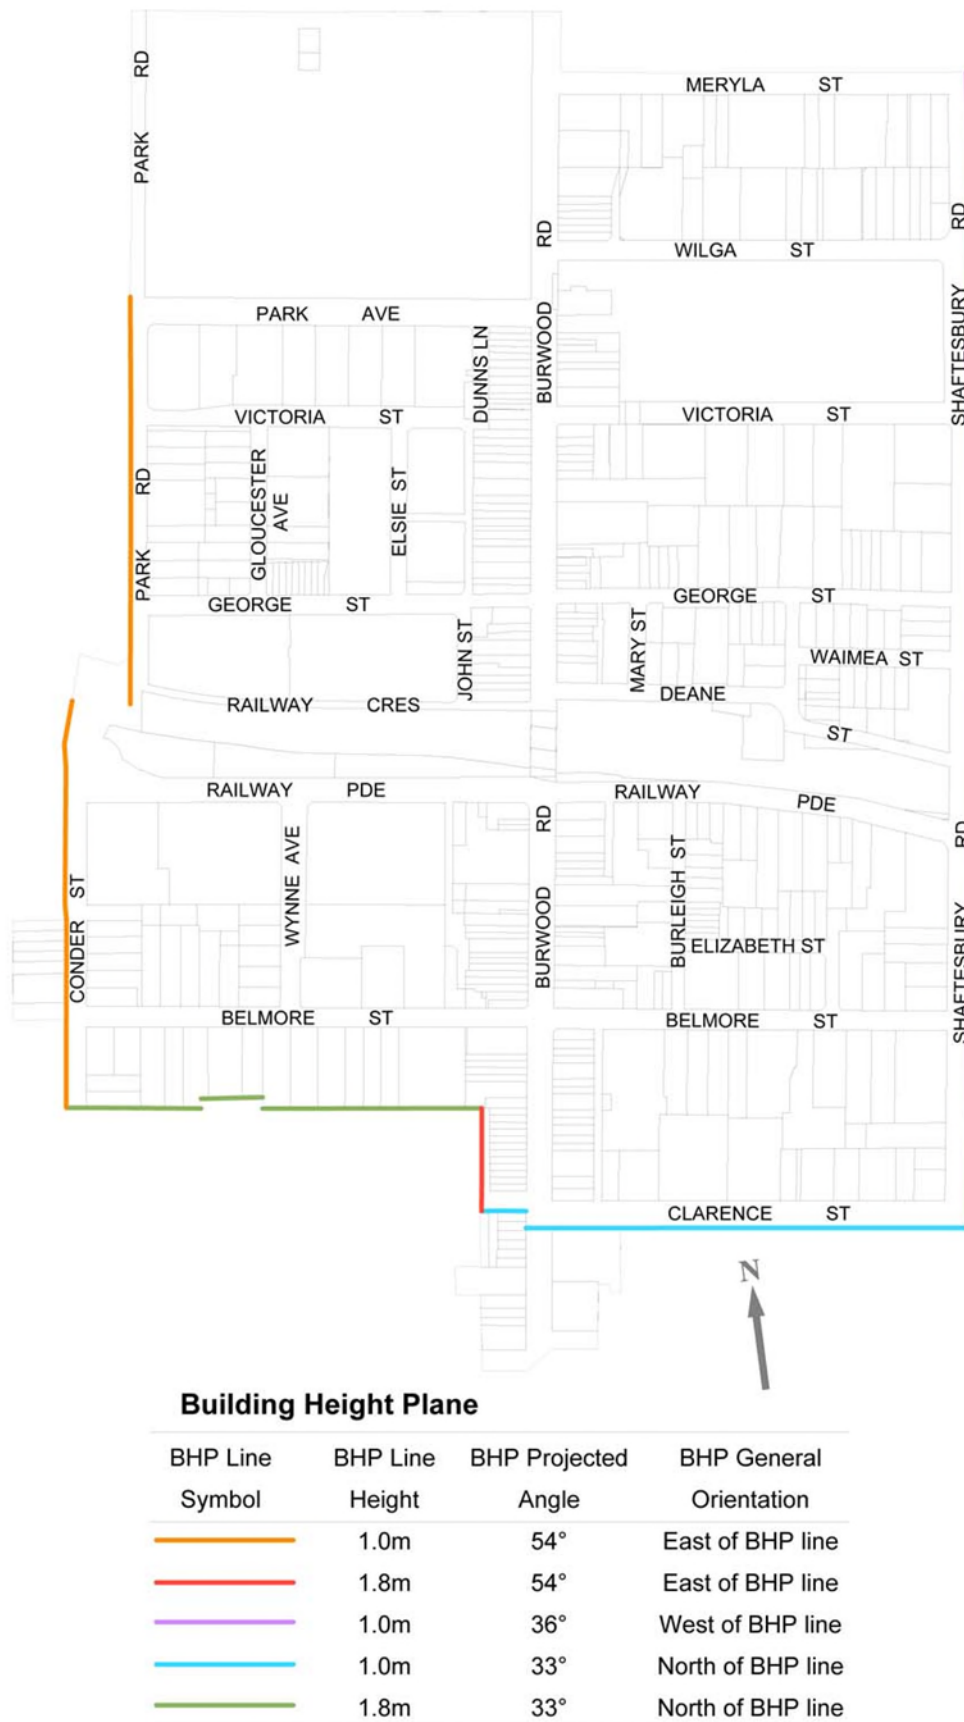 PARK RD
MERYLA ST
RD
RD
WILGA ST
BURWOOD
SHAFTESBURY
PARK AVE
DUNNS LN
VICTORIA ST
VICTORIA ST
PARK RD
GLOUCESTER AVE
ELSIE ST
GEORGE ST
GEORGE ST
JOHN ST
MARY ST
WAIMEA ST
RAILWAY CRES
DEANE ST
RAILWAY PDE
RAILWAY PDE
CONDER ST
WYNNE AVE
BURWOOD RD
BURLEIGH ST
ELIZABETH ST
SHAFTESBURY RD
BELMORE ST
BELMORE ST
CLARENCE ST
N
Building Height Plane
BHP Line Symbol BHP Line Height BHP Projected Angle BHP General Orientation
1.0m 54° East of BHP line
1.8m 54° East of BHP line
1.0m 36° West of BHP line
1.0m 33° North of BHP line
1.8m 33° North of BHP line